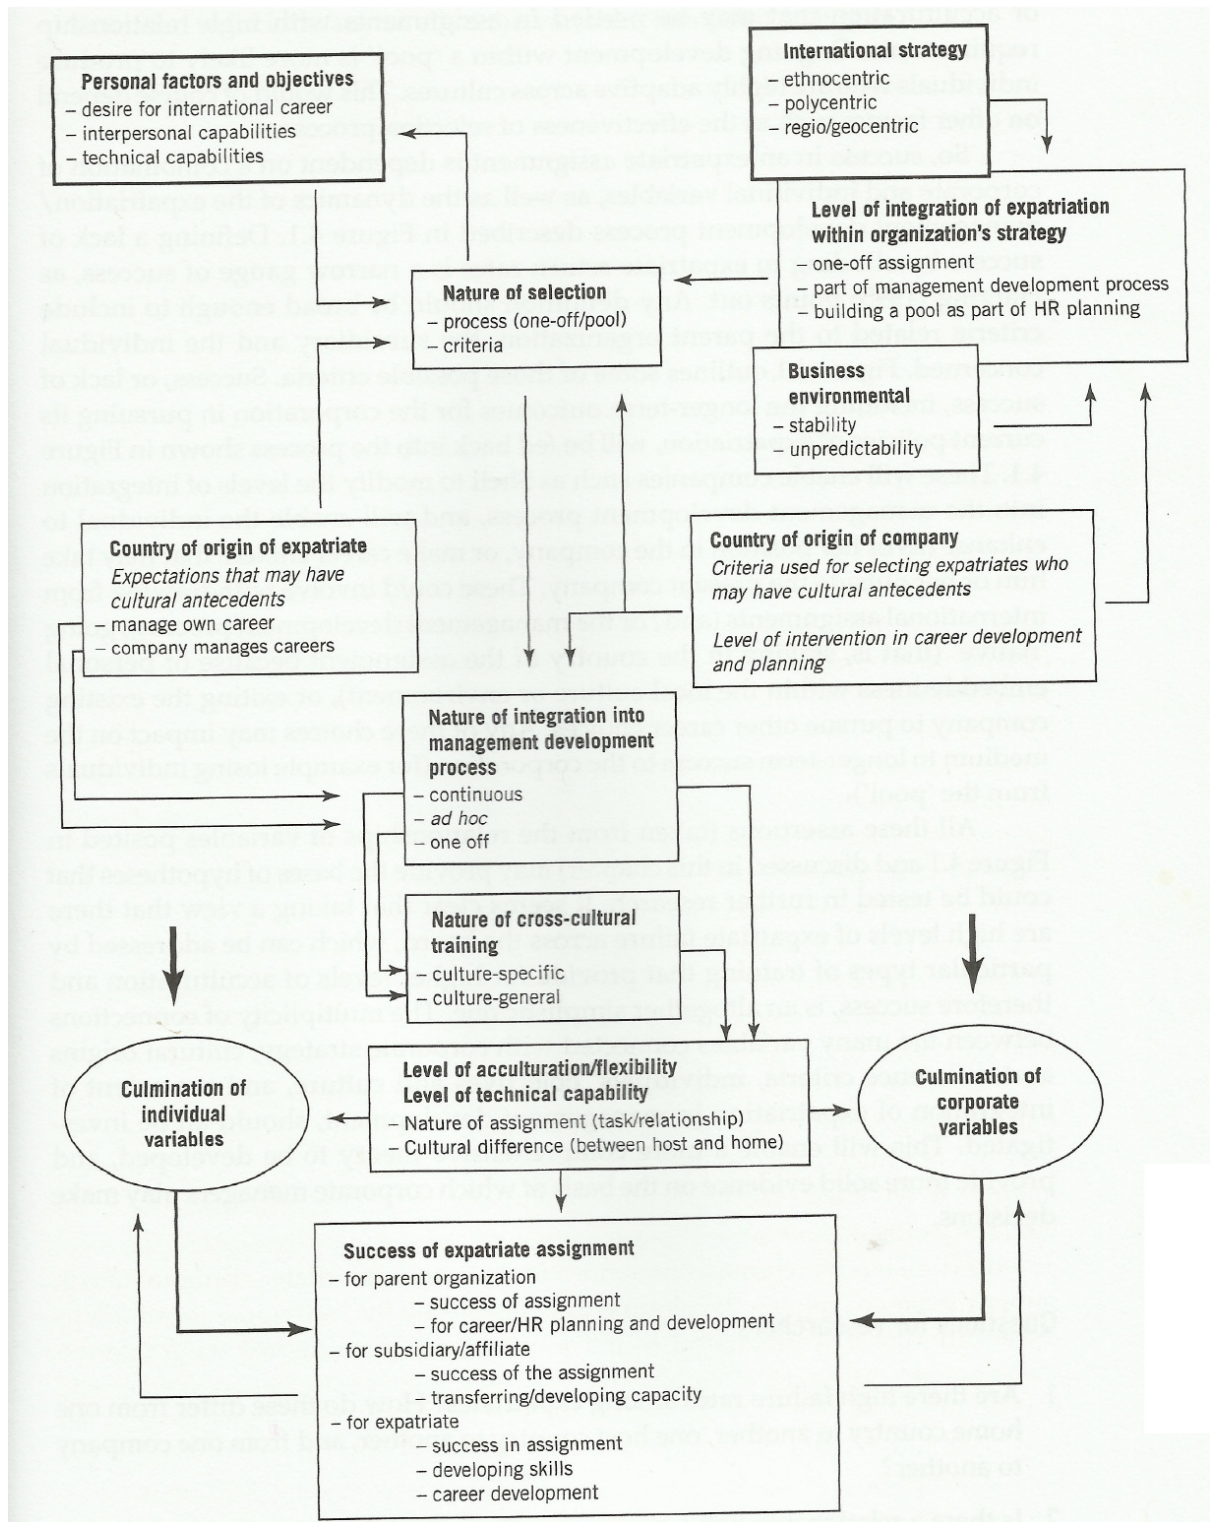 International strategy
– ethnocentric
– polycentric
– regio/geocentric
Personal factors and objectives
– desire for international career
– interpersonal capabilities
– technical capabilities
Level of integration of expatriation
within organization's strategy
– one-off assignment
– part of management development process
– building a pool as part of HR planning
Nature of selection
– process (one-off/pool)
– criteria
Business
environmental
– stability
– unpredictability
Country of origin of expatriate
Expectations that may have
cultural antecedents
– manage own career
– company manages careers
Country of origin of company
Criteria used for selecting expatriates who
may have cultural antecedents
Level of intervention in career development
and planning
Nature of integration into
management development
process
– continuous
– ad hoc
– one off
Nature of cross-cultural
training
– culture-specific
– culture-general
Culmination of
individual
variables
Level of acculturation/flexibility
Level of technical capability
– Nature of assignment (task/relationship)
– Cultural difference (between host and home)
Culmination of
corporate
variables
Success of expatriate assignment
– for parent organization
– success of assignment
– for career/HR planning and development
– for subsidiary/affiliate
– success of the assignment
– transferring/developing capacity
– for expatriate
– success in assignment
– developing skills
– career development